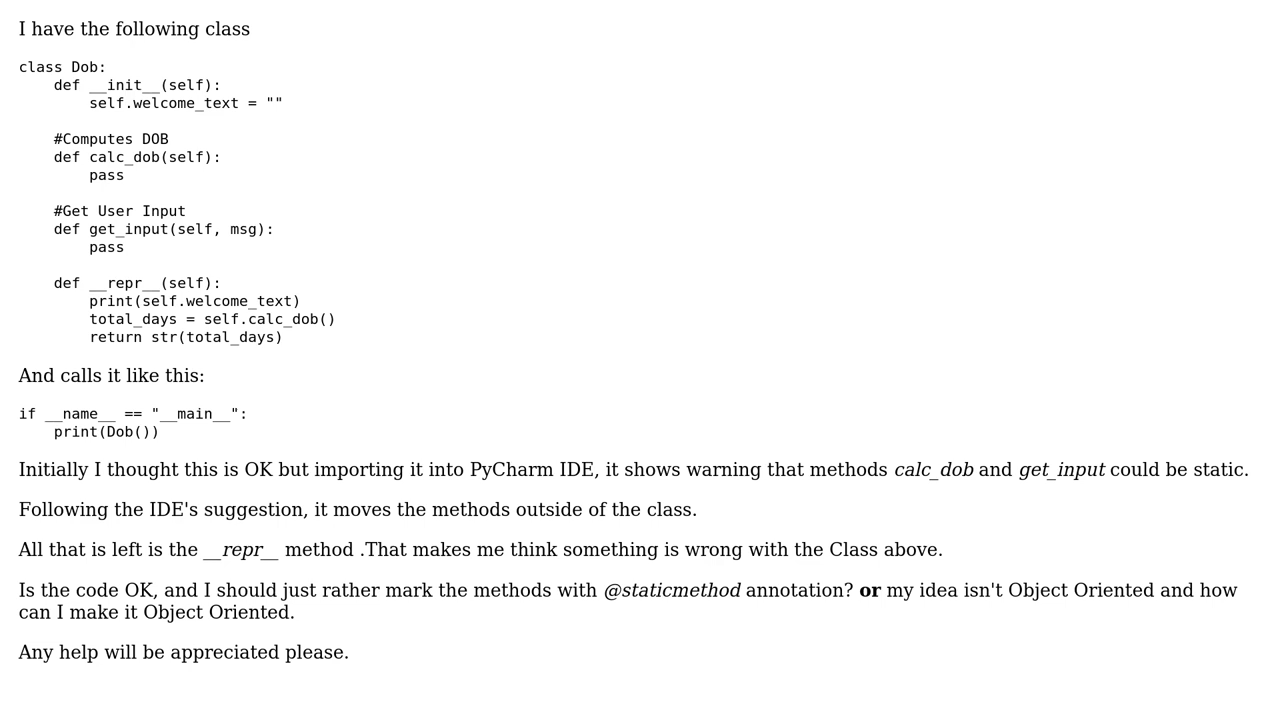 I have the following class
class Dob:
    def __init__(self):
        self.welcome_text = ""
    #Computes DOB
    def calc_dob(self):
        pass
    #Get User Input
    def get_input(self, msg):
        pass
    def __repr__(self):
        print(self.welcome_text)
        total_days = self.calc_dob()
        return str(total_days)
And calls it like this:
if __name__ == "__main__":
    print(Dob())
Initially I thought this is OK but importing it into PyCharm IDE, it shows warning that methods calc_dob and get_input could be static.
Following the IDE's suggestion, it moves the methods outside of the class.
All that is left is the __repr__ method .That makes me think something is wrong with the Class above.
Is the code OK, and I should just rather mark the methods with @staticmethod annotation? or my idea isn't Object Oriented and how
can I make it Object Oriented.
Any help will be appreciated please.